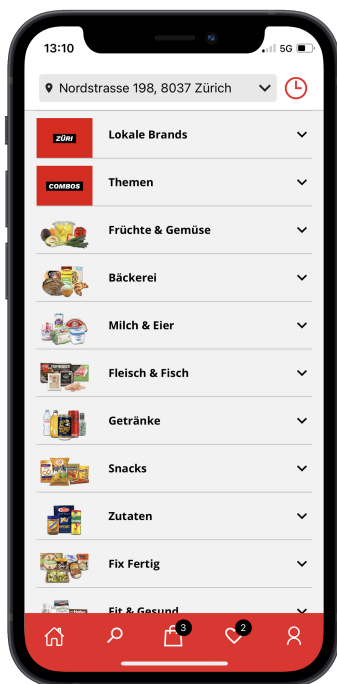 13:10
5G
Nordstrasse 198, 8037 Zürich
ZÜRI
Lokale Brands
COMBOS
Themen
Früchte & Gemüse
Bäckerei
Milch & Eier
Fleisch & Fisch
Getränke
Snacks
Zutaten
Fix Fertig
Fit & Gesund
3
2